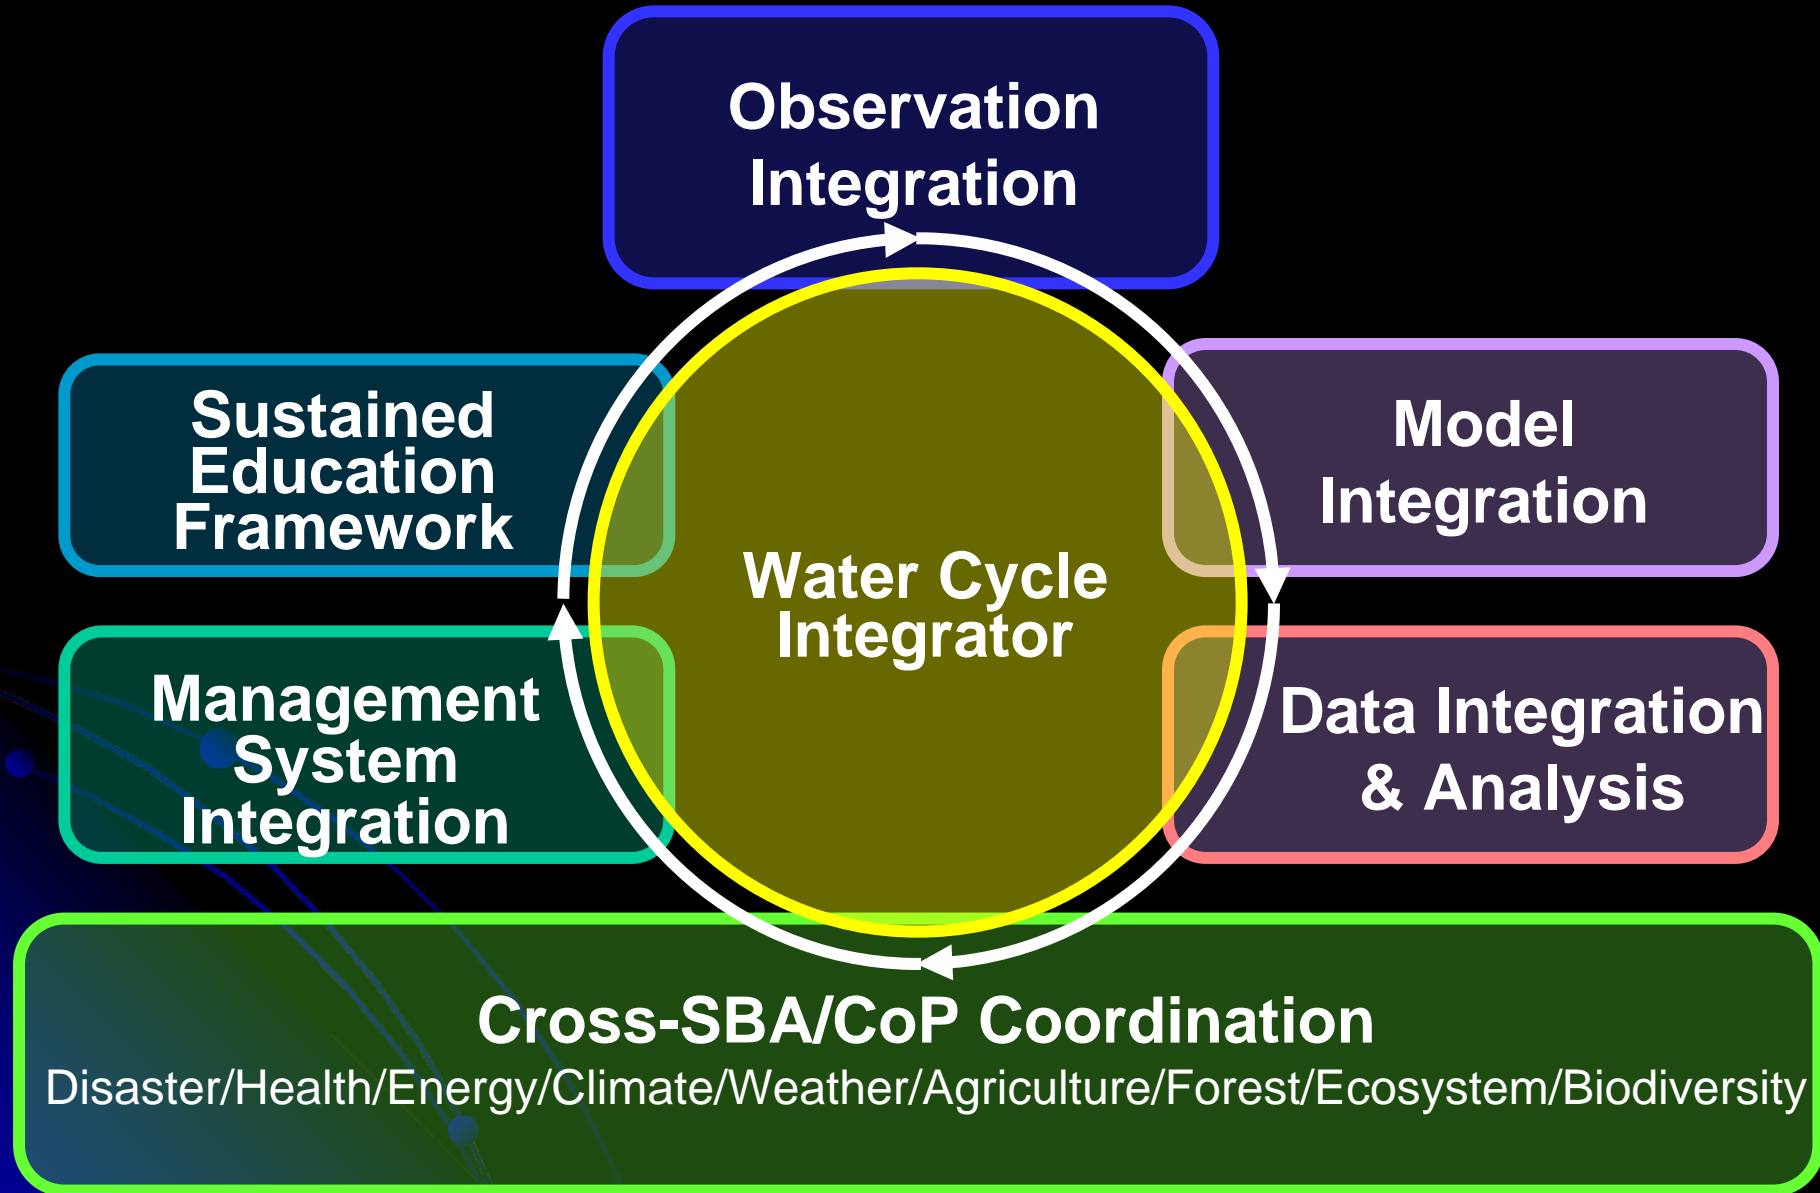 Observation
Integration
Sustained
Education
Framework
Model
Integration
Water Cycle
Integrator
Management
System
Integration
Data Integration
& Analysis
Cross-SBA/CoP Coordination
Disaster/Health/Energy/Climate/Weather/Agriculture/Forest/Ecosystem/Biodiversity